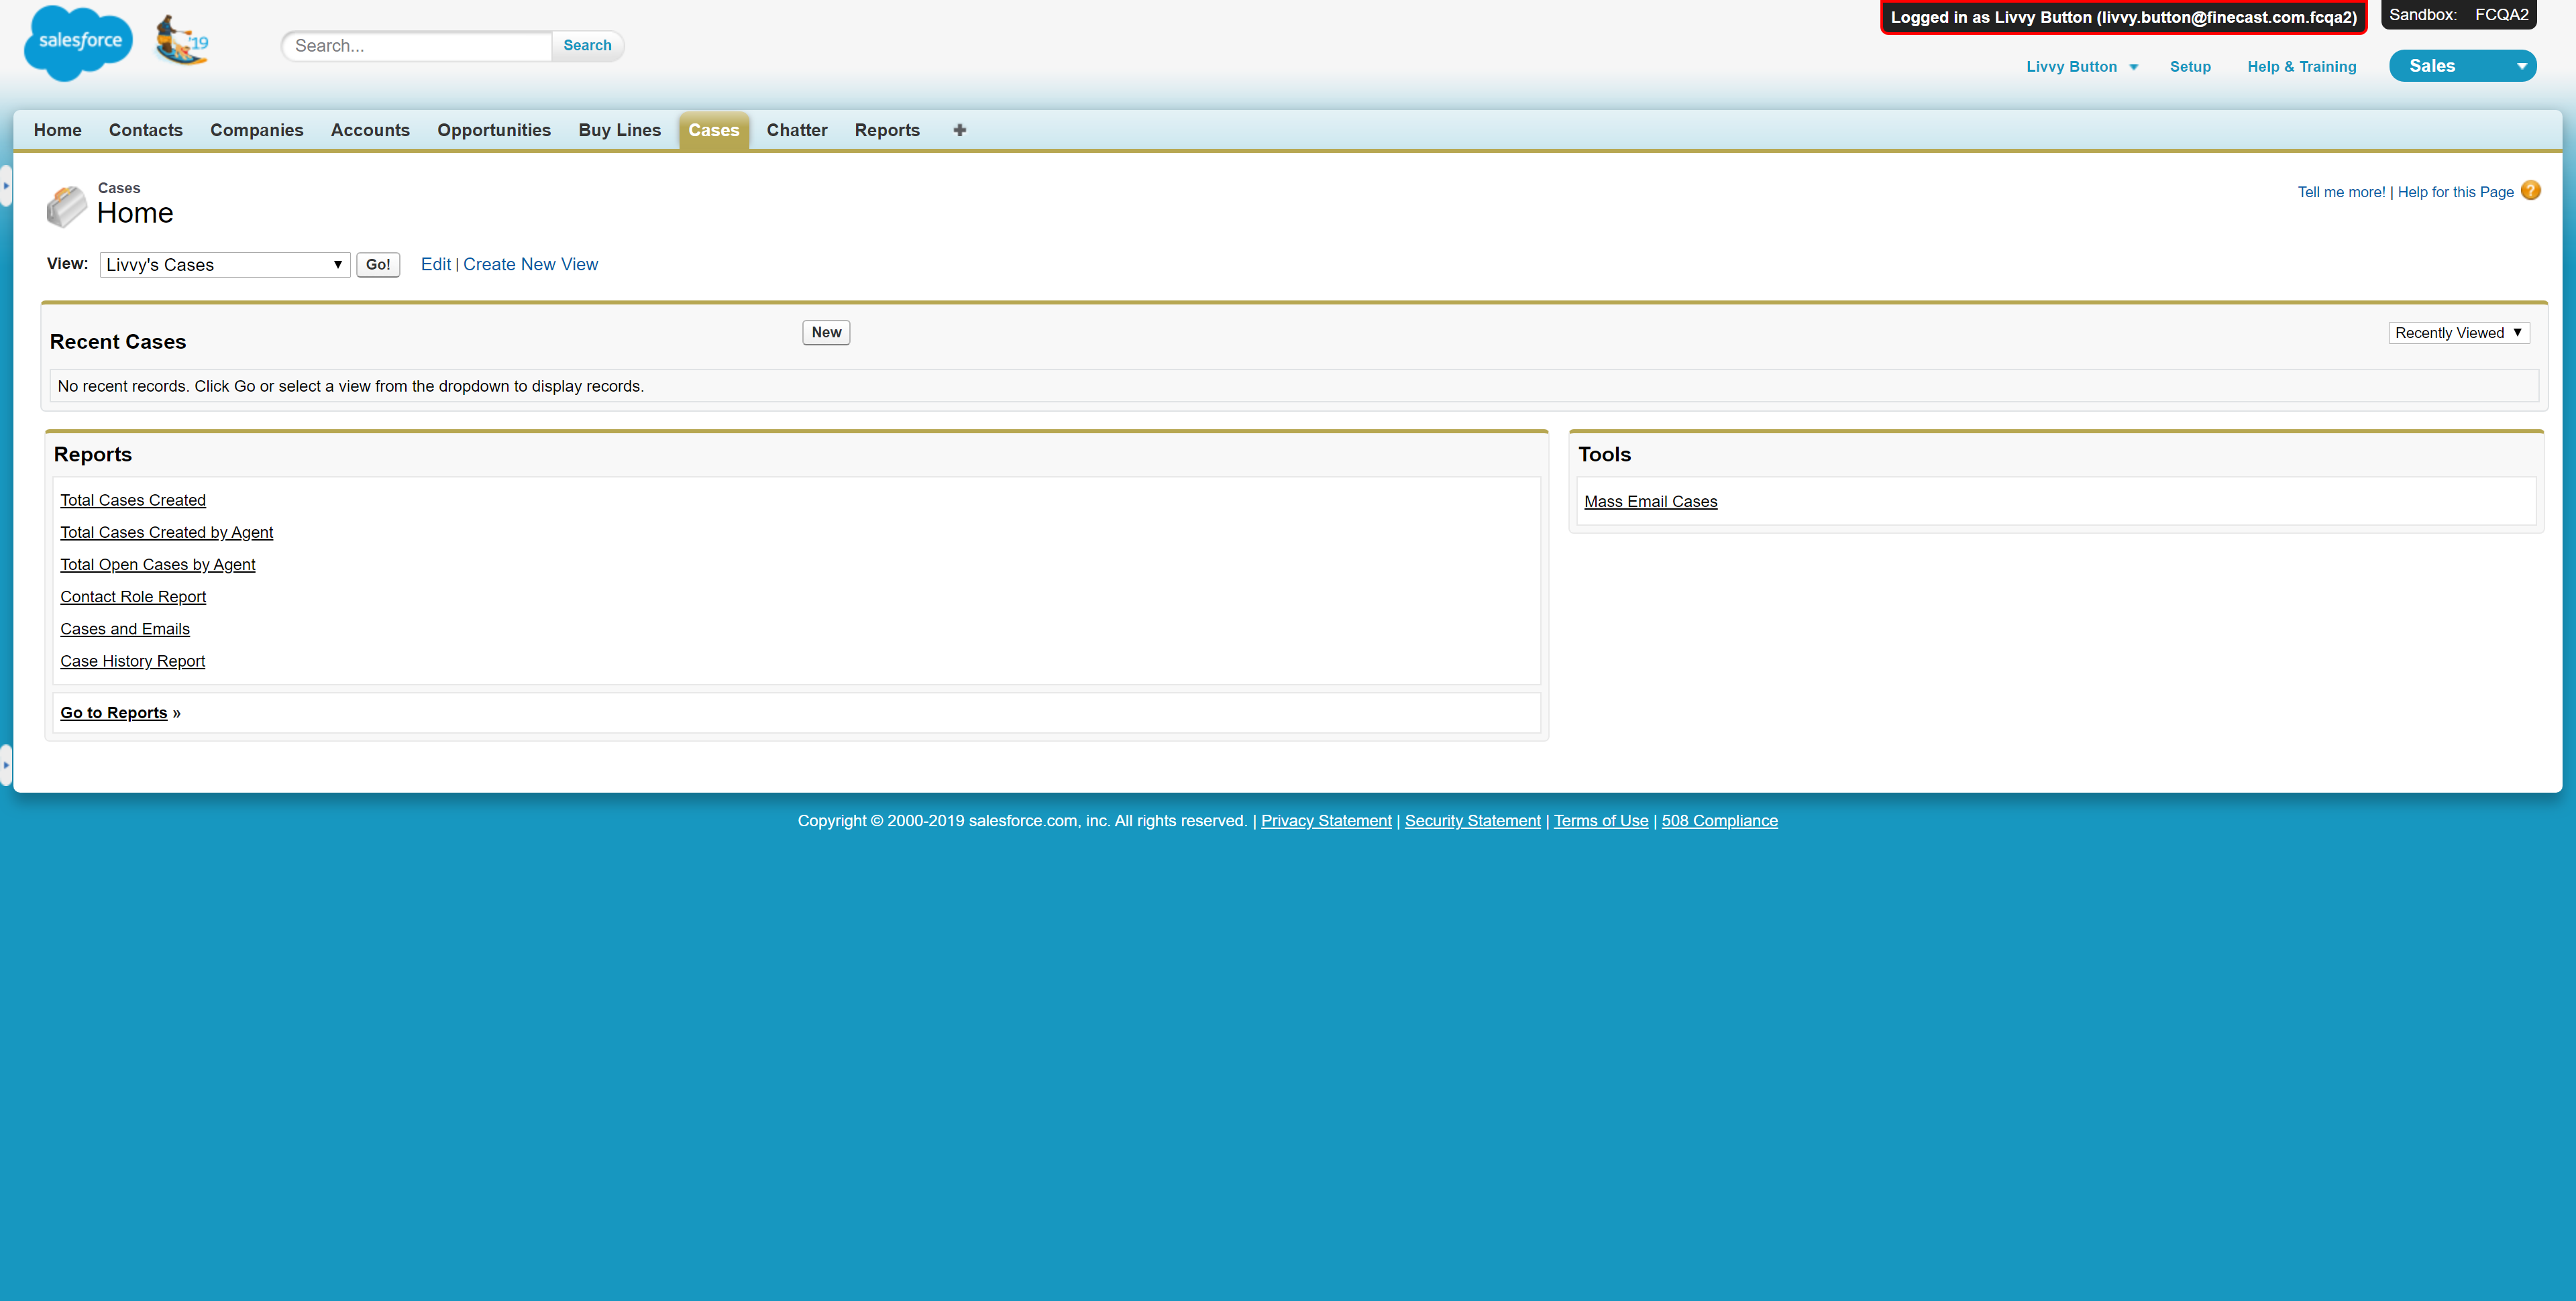 Logged in as Livvy Button (livvy.button@finecast.com.fcqa2)
Sandbox: FCQA2
salesforce
'19
Search...
Search
Livvy Button
Setup
Help & Training
Sales
Home
Contacts
Companies
Accounts
Opportunities
Buy Lines
Cases
Chatter
Reports
Cases
Home
Tell me more! | Help for this Page
View: Livvy's Cases Go! Edit | Create New View
Recent Cases
New
Recently Viewed
No recent records. Click Go or select a view from the dropdown to display records.
Reports
Total Cases Created
Total Cases Created by Agent
Total Open Cases by Agent
Contact Role Report
Cases and Emails
Case History Report
Go to Reports »
Tools
Mass Email Cases
Copyright © 2000-2019 salesforce.com, inc. All rights reserved. | Privacy Statement | Security Statement | Terms of Use | 508 Compliance